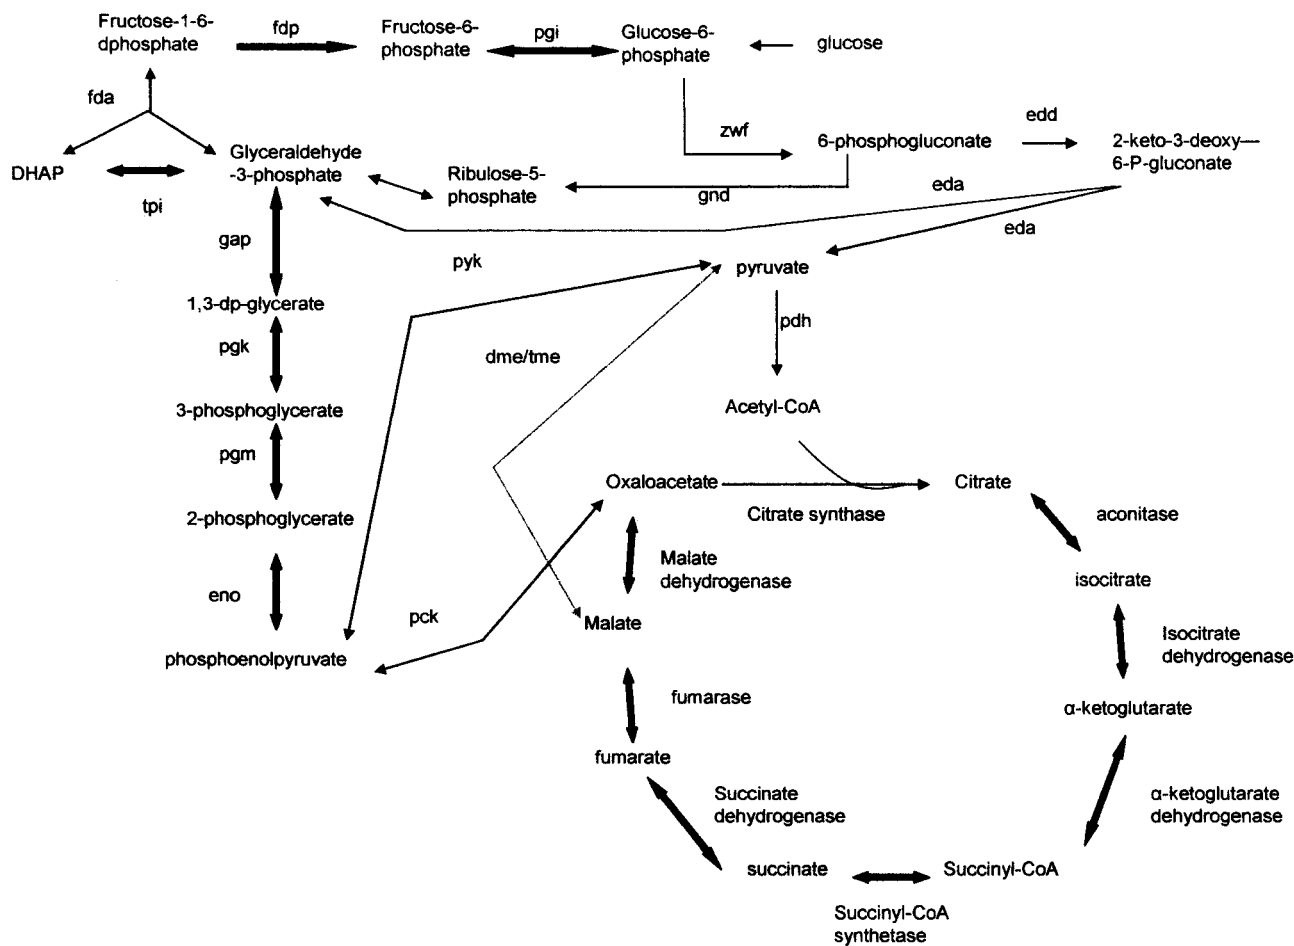 Fructose-1-6-
dphosphate
fdp
Fructose-6-
phosphate
pgi
Glucose-6-
phosphate
glucose
fda
zwf
edd
6-phosphogluconate
2-keto-3-deoxy—
6-P-gluconate
DHAP
tpi
Glyceraldehyde
-3-phosphate
Ribulose-5-
phosphate
gnd
eda
eda
gap
pyk
pyruvate
1,3-dp-glycerate
pdh
pgk
dme/tme
3-phosphoglycerate
Acetyl-CoA
pgm
Oxaloacetate
Citrate
2-phosphoglycerate
Citrate synthase
aconitase
Malate
dehydrogenase
isocitrate
eno
pck
Malate
Isocitrate
dehydrogenase
phosphoenolpyruvate
fumarase
α-ketoglutarate
fumarate
Succinate
dehydrogenase
α-ketoglutarate
dehydrogenase
succinate
Succinyl-CoA
Succinyl-CoA
synthetase